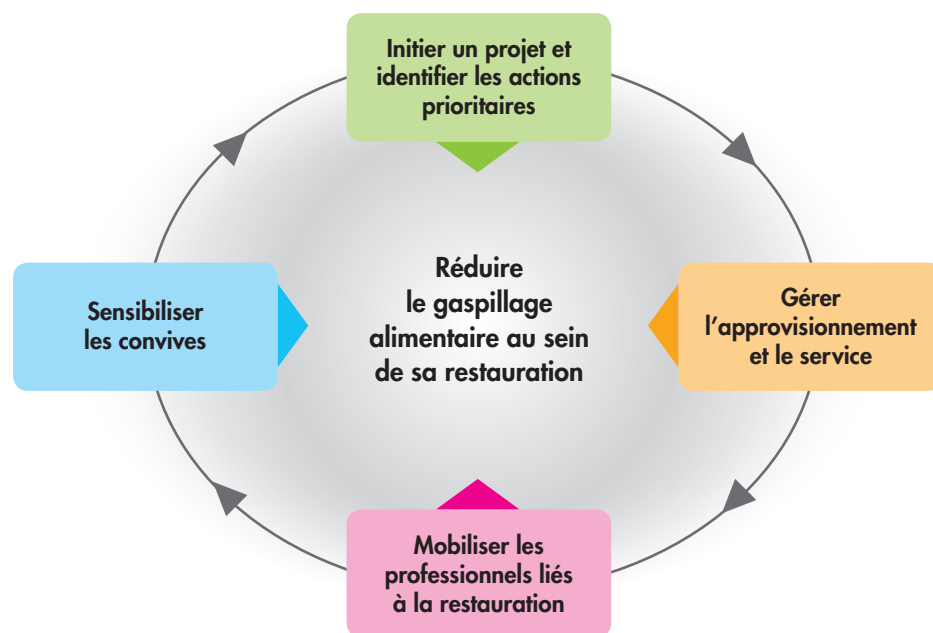 Initier un projet et
identifier les actions
prioritaires
Réduire
le gaspillage
alimentaire au sein
de sa restauration
Sensibiliser
les convives
Gérer
l'approvisionnement
et le service
Mobiliser les
professionnels liés
à la restauration